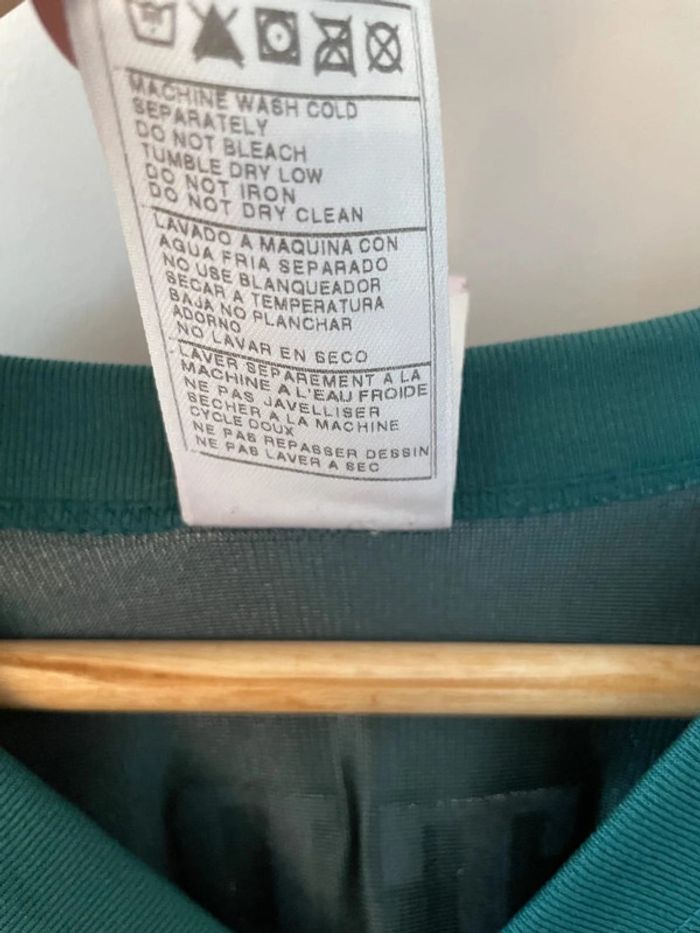 MACHINE WASH COLD
SEPARATELY
DO NOT BLEACH
TUMBLE DRY LOW
DO NOT IRON
DO NOT DRY CLEAN
LAVADO A MAQUINA CON
AGUA FRIA SEPARADO
NO USE BLANQUEADOR
SECAR A TEMPERATURA
BAJA NO PLANCHAR
ADORNO
NO LAVAR EN SECO
LAVER SEPAREMENT A LA
MACHINE A L'EAU FROIDE
NE PAS JAVELLISER
SECHER A LA MACHINE
CYCLE DOUX
NE PAS REPASSER DESSIN
NE PAS LAVER A SEC